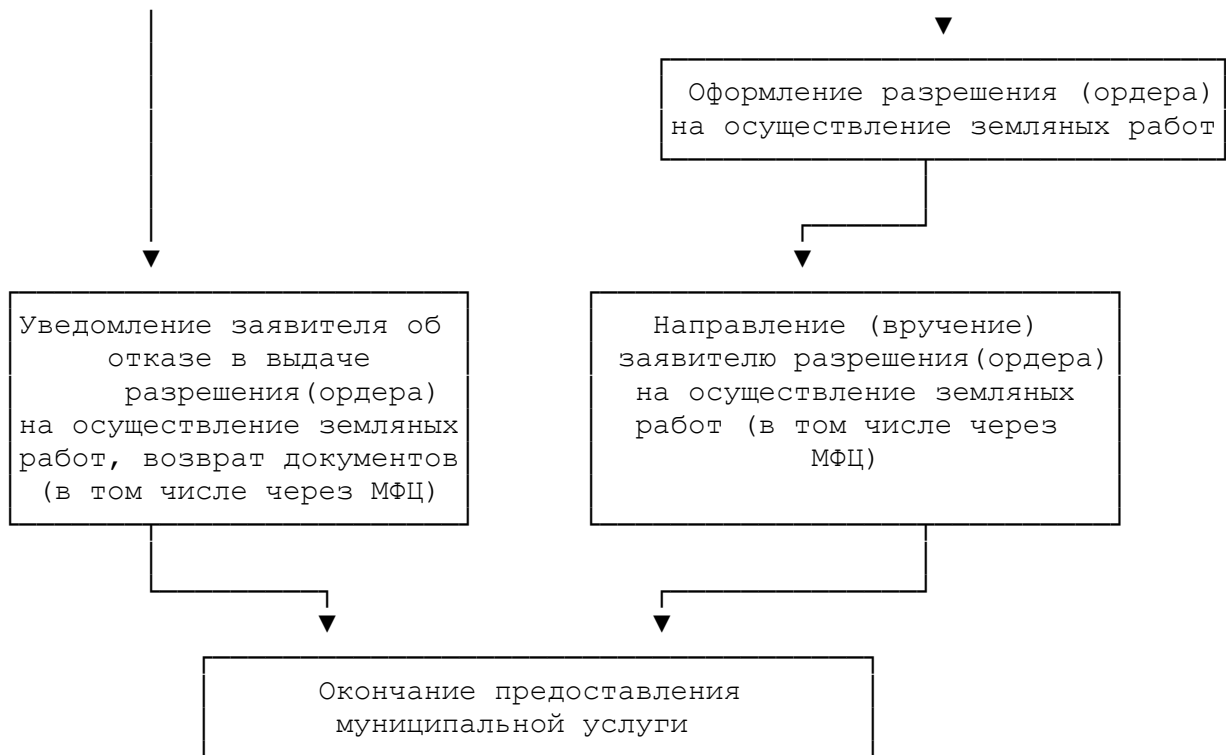 Оформление разрешения (ордера)
на осуществление земляных работ
Уведомление заявителя об
отказе в выдаче
разрешения(ордера)
на осуществление земляных
работ, возврат документов
(в том числе через МФЦ)
Направление (вручение)
заявителю разрешения(ордера)
на осуществление земляных
работ (в том числе через
МФЦ)
Окончание предоставления
муниципальной услуги